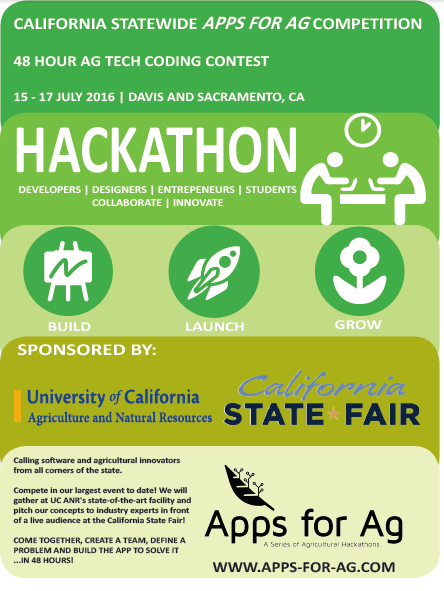 CALIFORNIA STATEWIDE APPS FOR AG COMPETITION
48 HOUR AG TECH CODING CONTEST
15 - 17 JULY 2016 | DAVIS AND SACRAMENTO, CA
HACKATHON
DEVELOPERS | DESIGNERS | ENTREPENEURS | STUDENTS
COLLABORATE | INNOVATE
BUILD
LAUNCH
GROW
SPONSORED BY:
University of California
Agriculture and Natural Resources
California
STATE FAIR
Calling software and agricultural innovators
from all corners of the state.
Compete in our largest event to date! We will
gather at UC ANR's state-of-the-art facility and
pitch our concepts to industry experts in front
of a live audience at the California State Fair!
COME TOGETHER, CREATE A TEAM, DEFINE A
PROBLEM AND BUILD THE APP TO SOLVE IT
...IN 48 HOURS!
Apps for Ag
A Series of Agricultural Hackathons
WWW.APPS-FOR-AG.COM